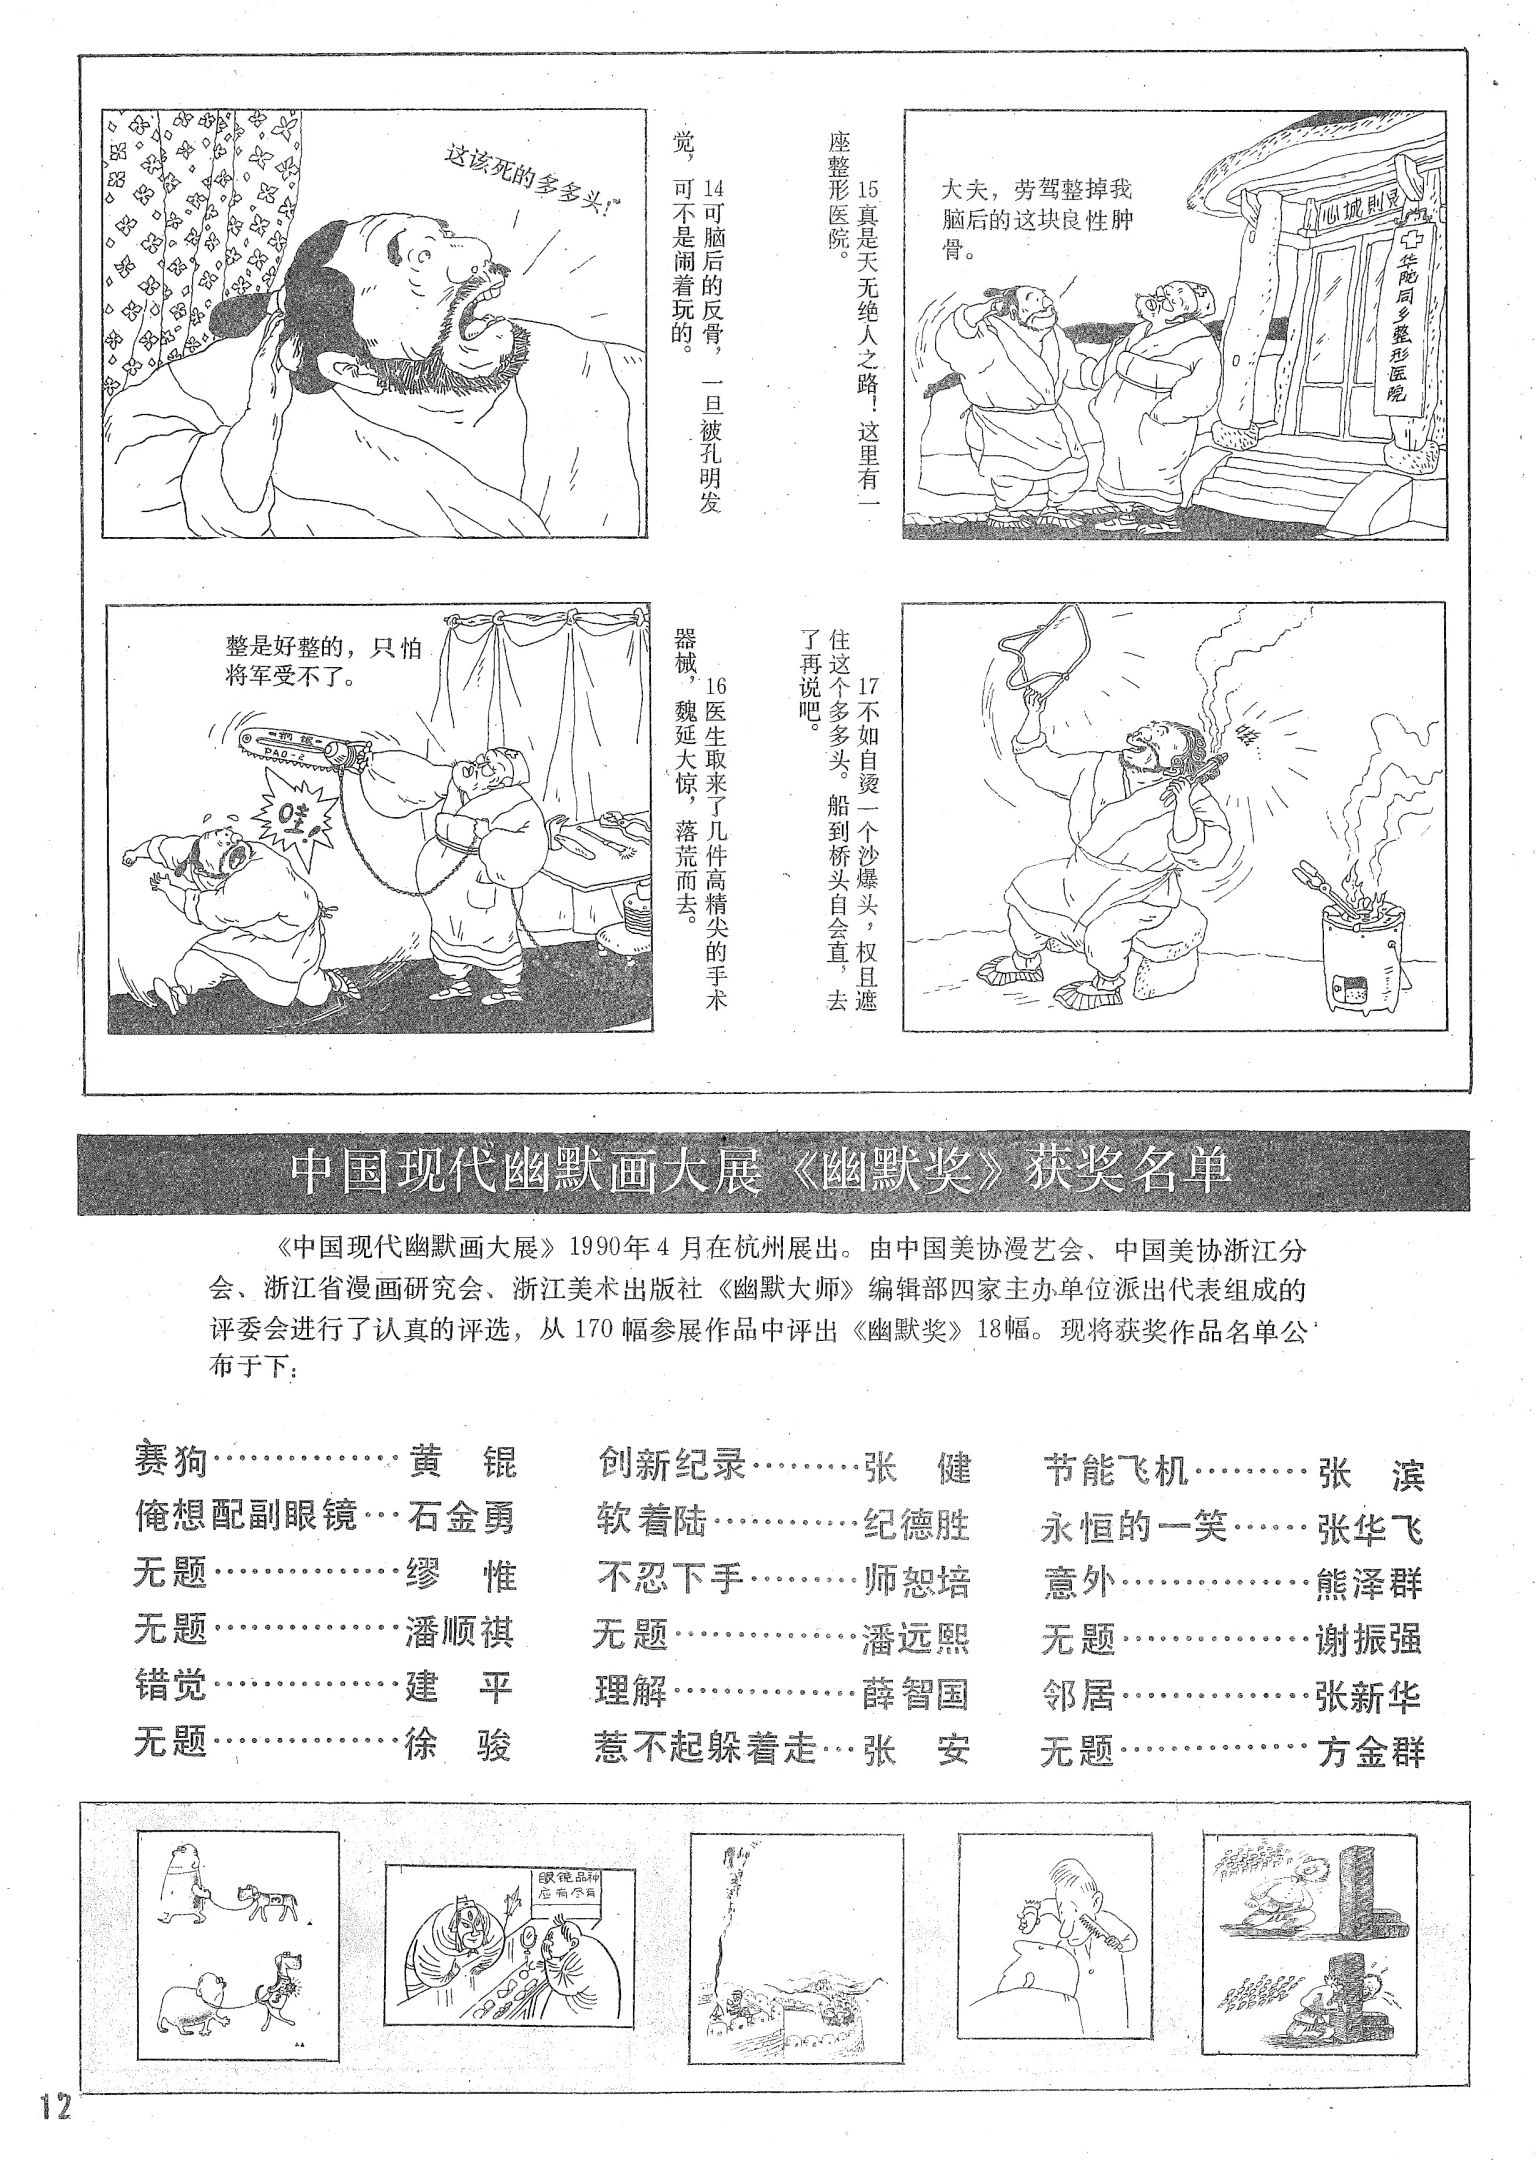 这该死的多多头!
14可脑后的反骨，一旦被孔明发
觉，可不是闹着玩的。
大夫，劳驾整掉我
脑后的这块良性肿
骨。
华陀同乡整形医院
15真是天无绝人之路！这里有一
座整形医院。
整是好整的，只怕
将军受不了。
钢锯
DAO-2
哇!
16医生取来了几件高精尖的手术
器械，魏延大惊，落荒而去。
17不如自烫一个沙爆头，权且遮
住这个多多头。船到桥头自会直，去
了再说吧。
中国现代幽默画大展《幽默奖》获奖名单
《中国现代幽默画大展》1990年4月在杭州展出。由中国美协漫艺会、中国美协浙江分
会、浙江省漫画研究会、浙江美术出版社《幽默大师》编辑部四家主办单位派出代表组成的
评委会进行了认真的评选，从170幅参展作品中评出《幽默奖》18幅。现将获奖作品名单公
布于下：
赛狗················黄　锟
俺想配副眼镜···石金勇
无题················缪　惟
无题················潘顺祺
错觉················建　平
无题················徐　骏
创新纪录·········张　健
软着陆············纪德胜
不忍下手·········师恕培
无题················潘远熙
理解················薛智国
惹不起躲着走···张　安
节能飞机·········张　滨
永恒的一笑······张华飞
意外················熊泽群
无题················谢振强
邻居················张新华
无题················方金群
眼镜品种
应有尽有
12